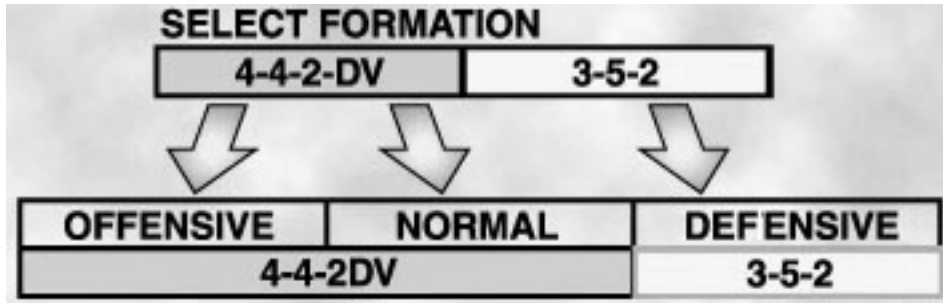 SELECT FORMATION
4-4-2-DV 3-5-2
OFFENSIVE NORMAL DEFENSIVE
4-4-2DV 3-5-2